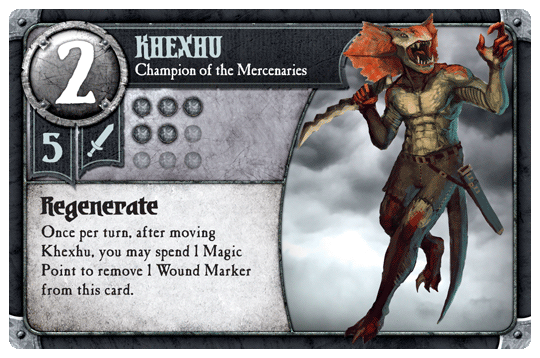 2
KHEXHU
Champion of the Mercenaries
5
Regenerate
Once per turn, after moving
Khexhu, you may spend 1 Magic
Point to remove 1 Wound Marker
from this card.